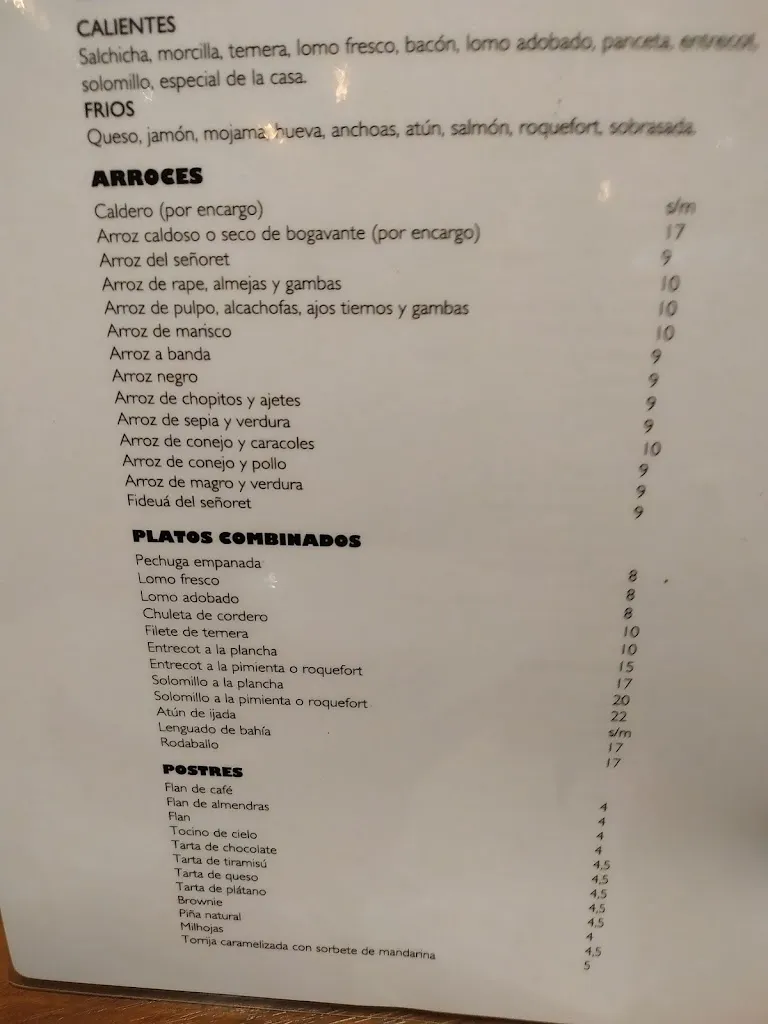 CALIENTES
Salchicha, morcilla, ternera, lomo fresco, bacón, lomo adobado, panceta, entrecot,
solomillo, especial de la casa.
FRIOS
Queso, jamón, mojama, hueva, anchoas, atún, salmón, roquefort, sobrasada.
ARROCES
Caldero (por encargo) s/m
Arroz caldoso o seco de bogavante (por encargo) 17
Arroz del señoret 9
Arroz de rape, almejas y gambas 10
Arroz de pulpo, alcachofas, ajos tiernos y gambas 10
Arroz de marisco 10
Arroz a banda 9
Arroz negro 9
Arroz de chopitos y ajetes 9
Arroz de sepia y verdura 9
Arroz de conejo y caracoles 10
Arroz de conejo y pollo 9
Arroz de magro y verdura 9
Fideuá del señoret 9
PLATOS COMBINADOS
Pechuga empanada 8
Lomo fresco 8
Lomo adobado 8
Chuleta de cordero 10
Filete de ternera 10
Entrecot a la plancha 15
Entrecot a la pimienta o roquefort 17
Solomillo a la plancha 20
Solomillo a la pimienta o roquefort 22
Atún de ijada s/m
Lenguado de bahía 17
Rodaballo 17
POSTRES
Flan de café 4
Flan de almendras 4
Flan 4
Tocino de cielo 4
Tarta de chocolate 4,5
Tarta de tiramisú 4,5
Tarta de queso 4,5
Tarta de plátano 4,5
Brownie 4,5
Piña natural 4
Milhojas 4,5
Torrija caramelizada con sorbete de mandarina 5